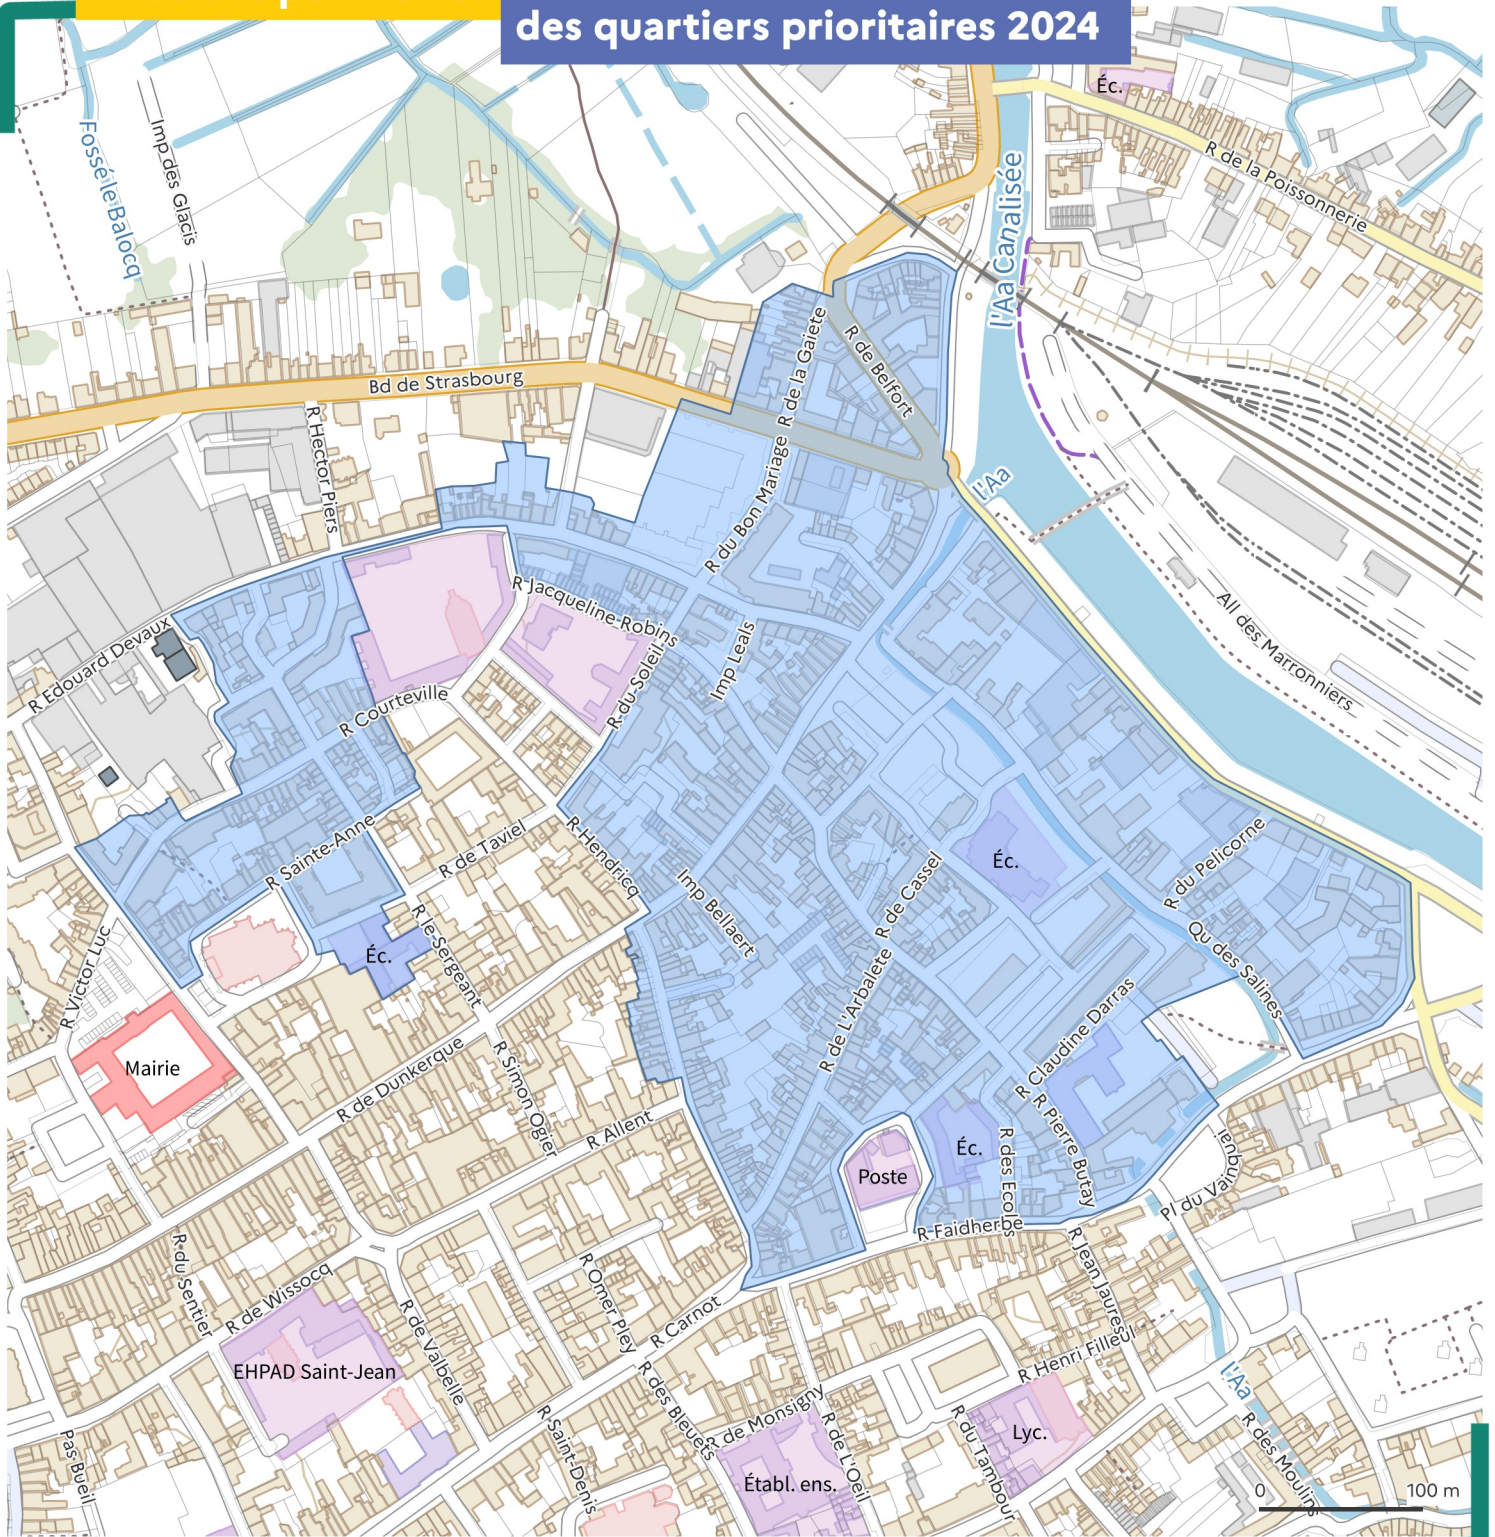 des quartiers prioritaires 2024
Éc.
Fossé le Balocq
Imp des Glacis
l'Aa Canalisée
R de la Poissonnerie
Bd de Strasbourg
R de la Gaiete
R de Belfort
R Hector Piers
R du Bon Mariage
l'Aa
R Jacqueline Robins
All des Marronniers
R Edouard Devaux
R Courteville
R du Soleil
Imp Leals
R Sainte-Anne
R de Taviel
R Hendricq
Imp Bellaert
R de Cassel
Éc.
R du Pelicorne
R Victor Luc
Éc.
R le Sergeant
R de L'Arbalete
Qu des Salines
Mairie
R de Dunkerque
R Simon Ogier
R Allent
R Claudine Darras
R Pierre Butay
Poste
Éc.
R des Ecoles
Pl du Vainquai
R Faidherbe
R du Sentier
R de Wissocq
R de Valbelle
R Omer Pley
R Carnot
R Jean Jaures
R Henri Filleul
EHPAD Saint-Jean
R des Bleuets
R de Monsigny
R de L'Oeil
R du Tambour
Lyc.
l'Aa
R des Moulins
Pas Bueil
R Saint-Denis
Établ. ens.
0
100 m